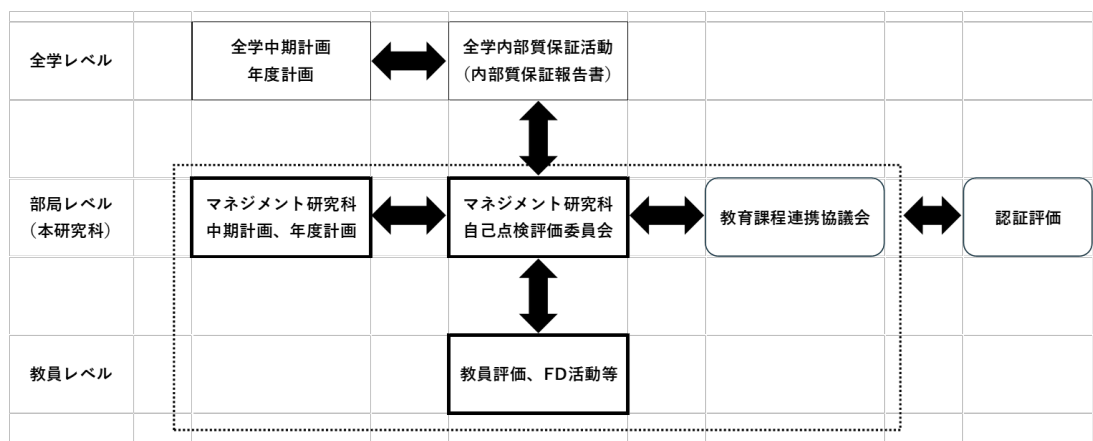 全学レベル
全学中期計画
年度計画
全学内部質保証活動
（内部質保証報告書）
部局レベル
（本研究科）
マネジメント研究科
中期計画、年度計画
マネジメント研究科
自己点検評価委員会
教育課程連携協議会
認証評価
教員レベル
教員評価、FD活動等